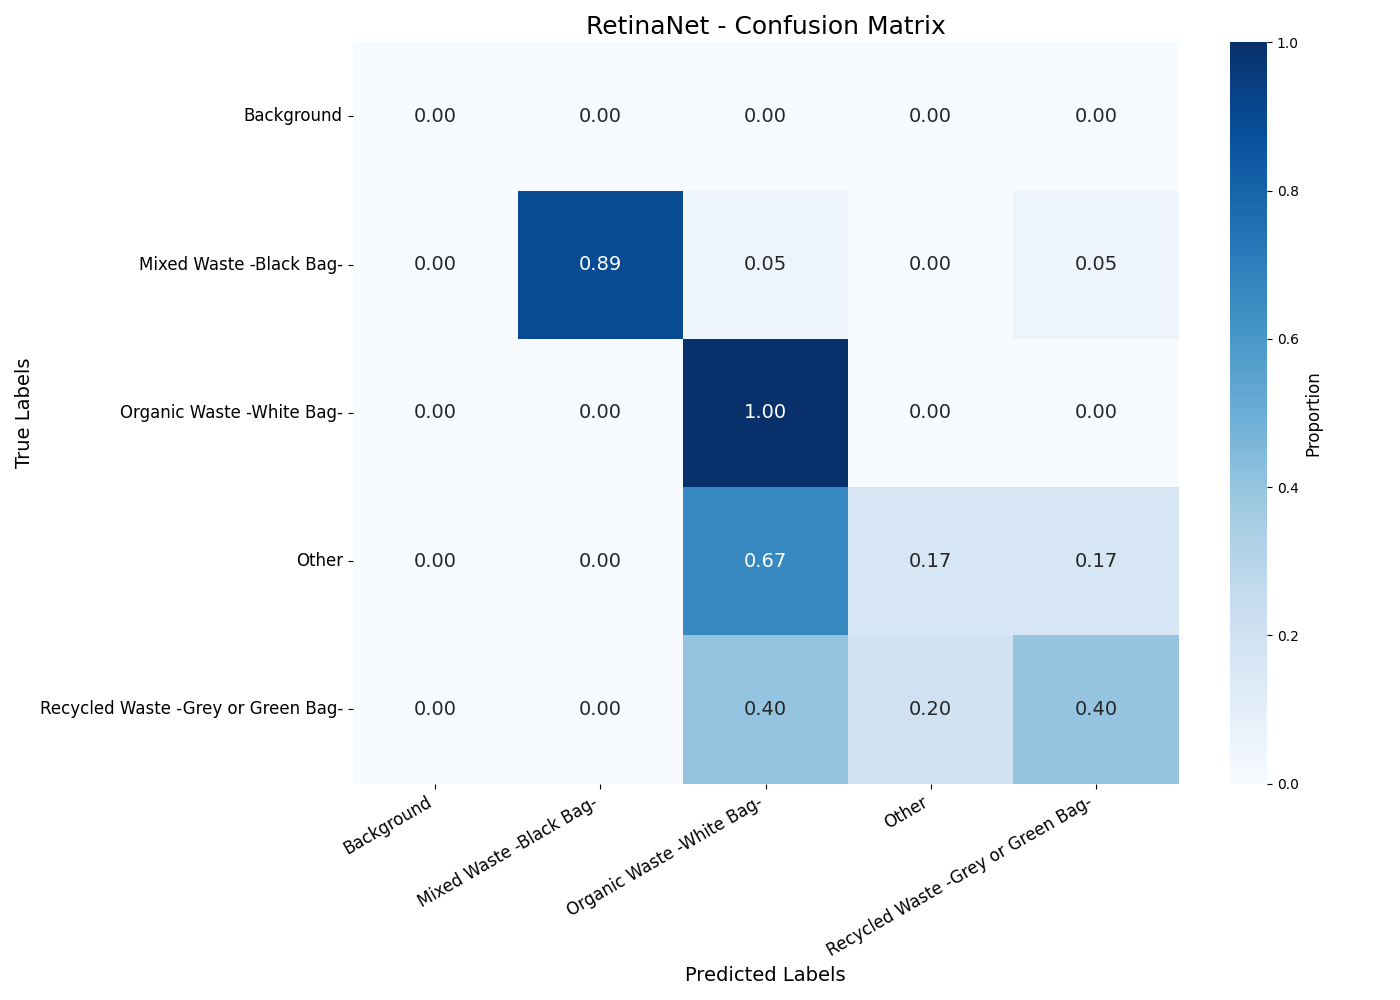 RetinaNet - Confusion Matrix
True Labels
Background
0.00 0.00 0.00 0.00 0.00
Mixed Waste -Black Bag-
0.00 0.89 0.05 0.00 0.05
Organic Waste -White Bag-
0.00 0.00 1.00 0.00 0.00
Other
0.00 0.00 0.67 0.17 0.17
Recycled Waste -Grey or Green Bag-
0.00 0.00 0.40 0.20 0.40
Background
Mixed Waste -Black Bag-
Organic Waste -White Bag-
Other
Recycled Waste -Grey or Green Bag-
Predicted Labels
1.0
0.8
0.6
0.4
0.2
0.0
Proportion